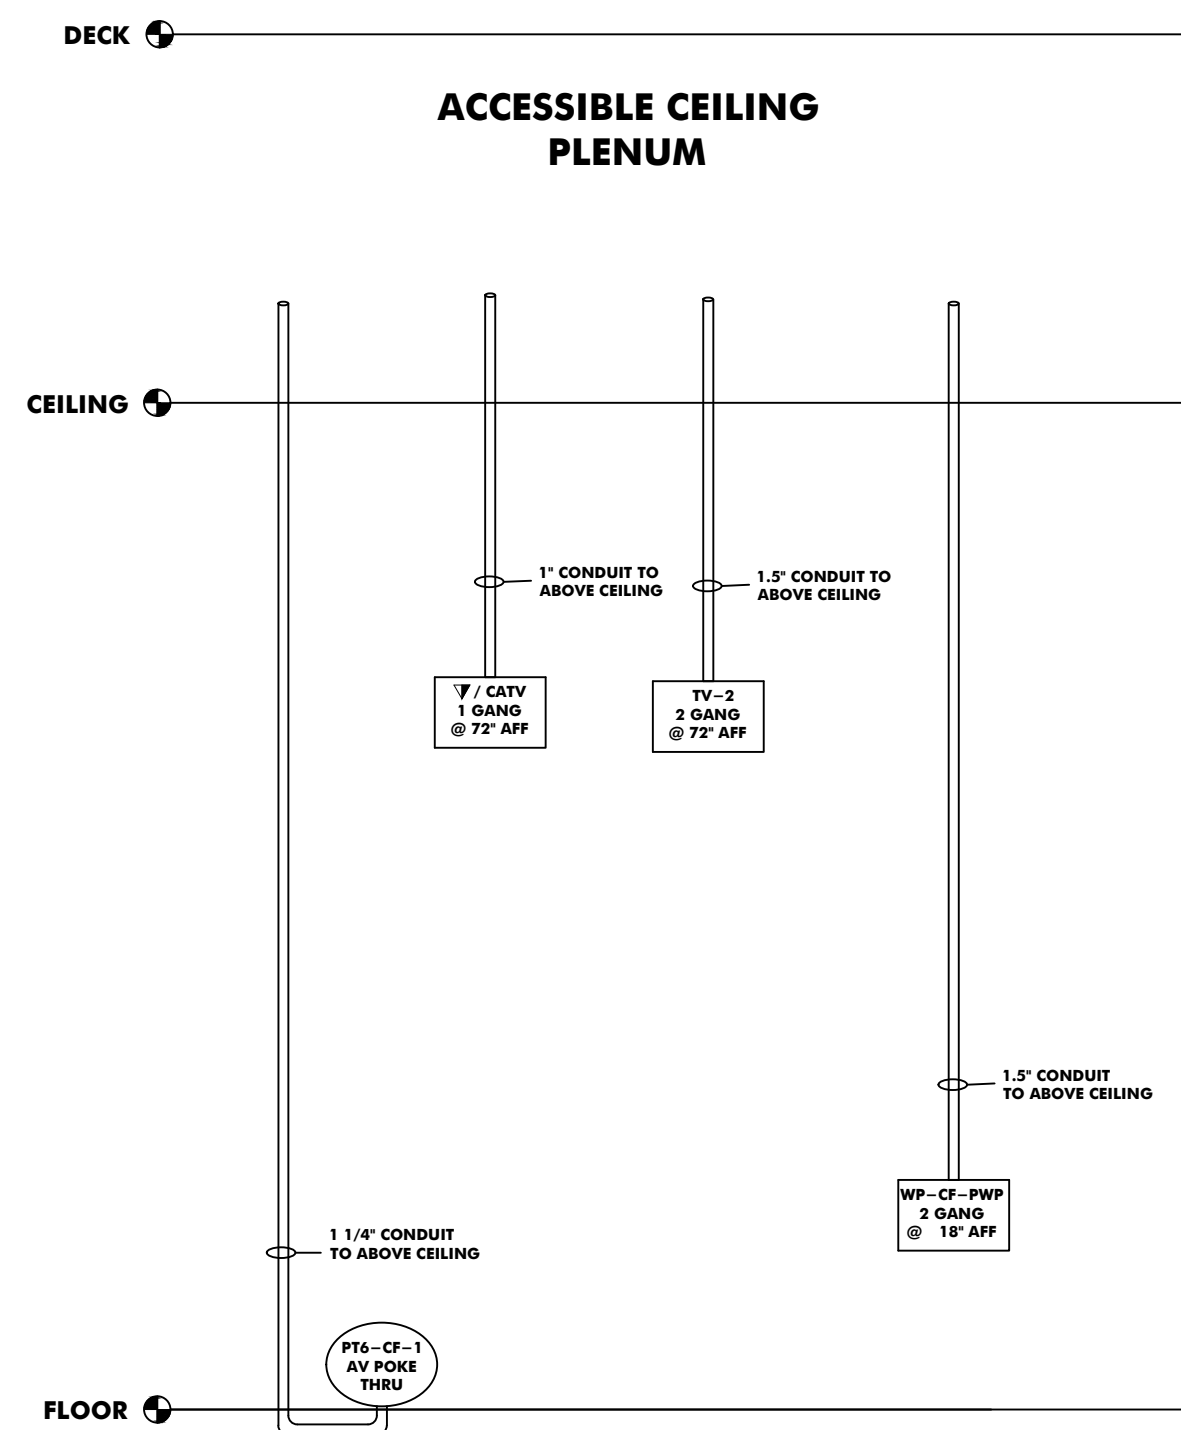 DECK
ACCESSIBLE CEILING
PLENUM
CEILING
1" CONDUIT TO
ABOVE CEILING
1.5" CONDUIT TO
ABOVE CEILING
/ CATV
1 GANG
@ 72" AFF
TV-2
2 GANG
@ 72" AFF
1.5" CONDUIT
TO ABOVE CEILING
WP-CF-PWP
2 GANG
@ 18" AFF
1 1/4" CONDUIT
TO ABOVE CEILING
PT6-CF-1
AV POKE
THRU
FLOOR